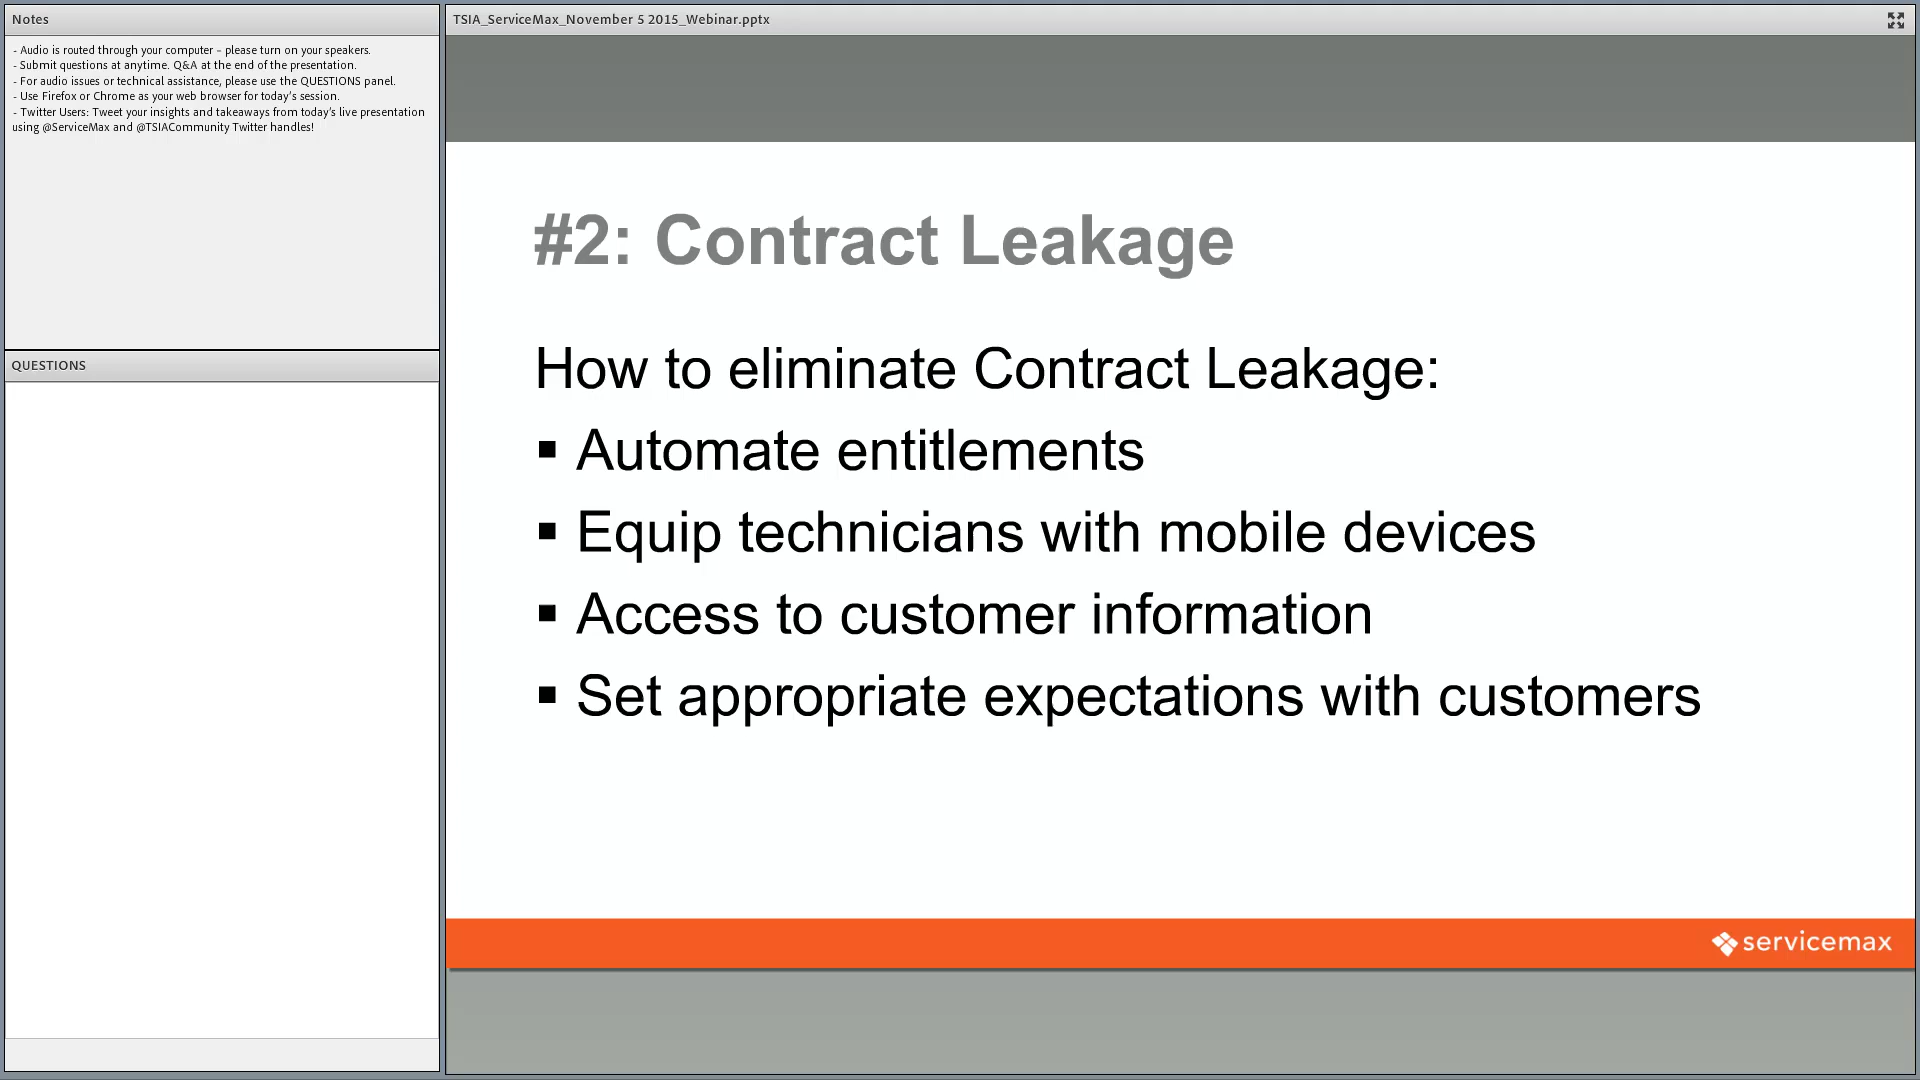 Notes
- Audio is routed through your computer – please turn on your speakers.
- Submit questions at anytime. Q&A at the end of the presentation.
- For audio issues or technical assistance, please use the QUESTIONS panel.
- Use Firefox or Chrome as your web browser for today's session.
- Twitter Users: Tweet your insights and takeaways from today's live presentation
using @ServiceMax and @TSIACommunity Twitter handles!
QUESTIONS
TSIA_ServiceMax_November 5 2015_Webinar.pptx
#2: Contract Leakage
How to eliminate Contract Leakage:
▪ Automate entitlements
▪ Equip technicians with mobile devices
▪ Access to customer information
▪ Set appropriate expectations with customers
servicemax